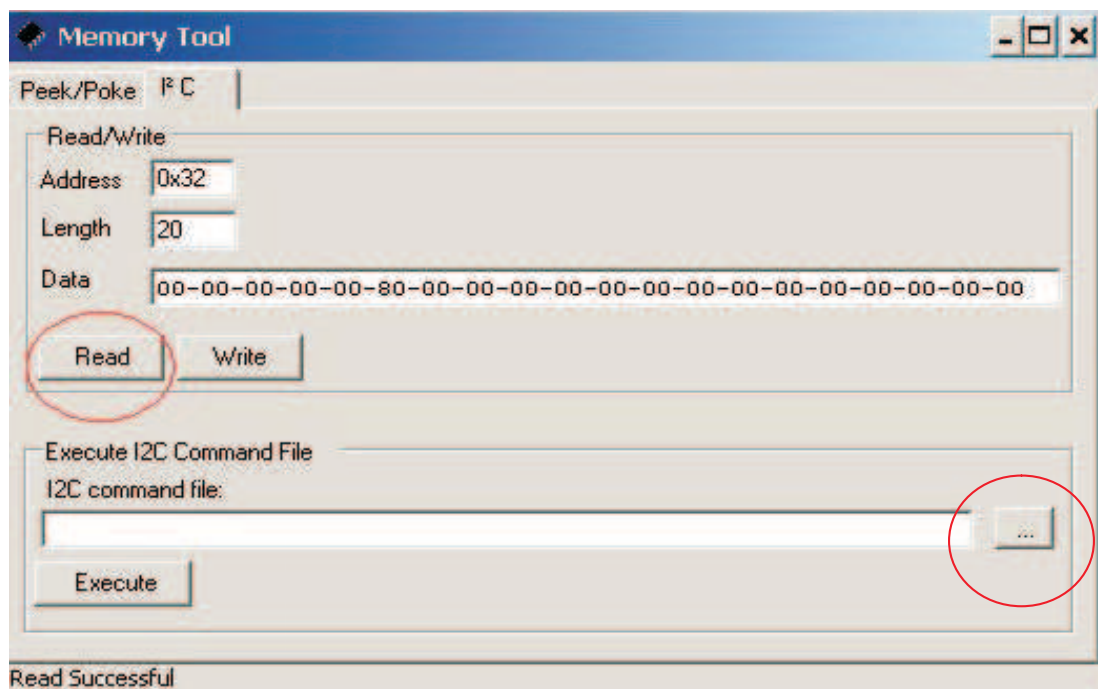 Memory Tool
Peek/Poke I²C
Read/Write
Address 0x32
Length 20
Data 00-00-00-00-00-80-00-00-00-00-00-00-00-00-00-00-00-00-00-00
Read Write
Execute I2C Command File
I2C command file:
...
Execute
Read Successful